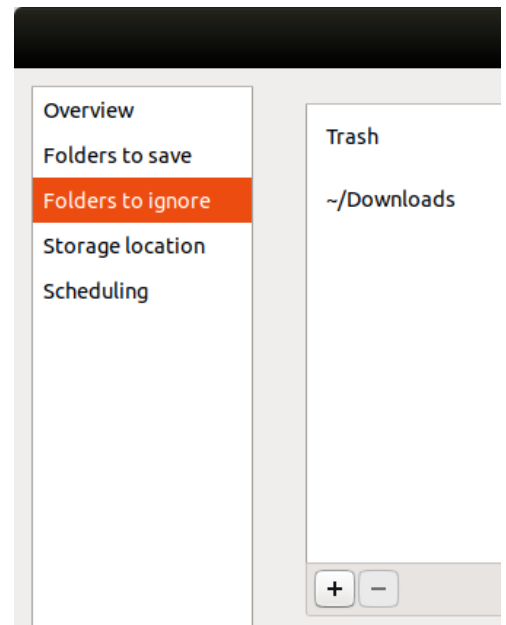 Overview
Folders to save
Folders to ignore
Storage location
Scheduling
Trash
~/Downloads
+ −